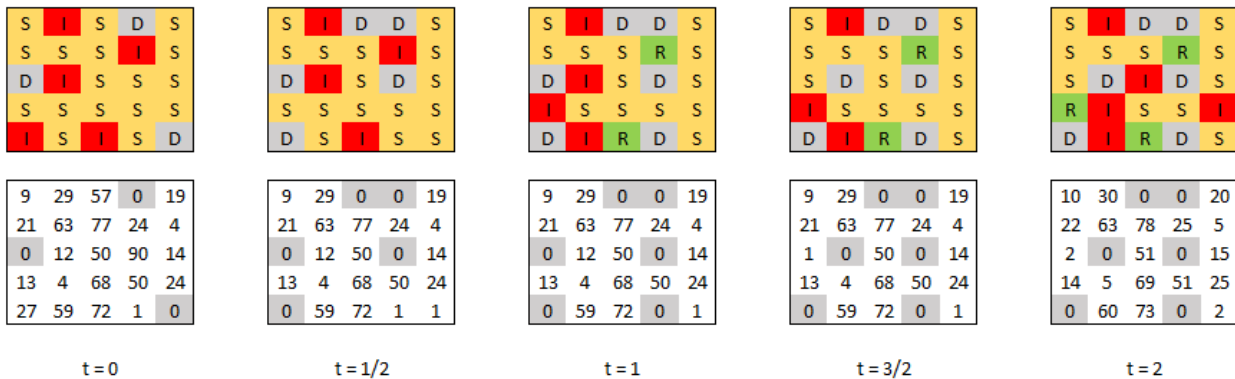 S I S D S S I D D S S I D D S S I D D S S I D D S
S S S I S S S S I S S S S R S S S S R S S S S R S
D I S S S D I S D S D I S D S S D S D S S D I D S
S S S S S S S S S S I S S S S I S S S S R I S S I
I S I S D D S I S S D I R D S D I R D S D I R D S
9 29 57 0 19 9 29 0 0 19 9 29 0 0 19 9 29 0 0 19 10 30 0 0 20
21 63 77 24 4 21 63 77 24 4 21 63 77 24 4 21 63 77 24 4 22 63 78 25 5
0 12 50 90 14 0 12 50 0 14 0 12 50 0 14 1 0 50 0 14 2 0 51 0 15
13 4 68 50 24 13 4 68 50 24 13 4 68 50 24 13 4 68 50 24 14 5 69 51 25
27 59 72 1 0 0 59 72 1 1 0 59 72 0 1 0 59 72 0 1 0 60 73 0 2
t = 0 t = 1/2 t = 1 t = 3/2 t = 2